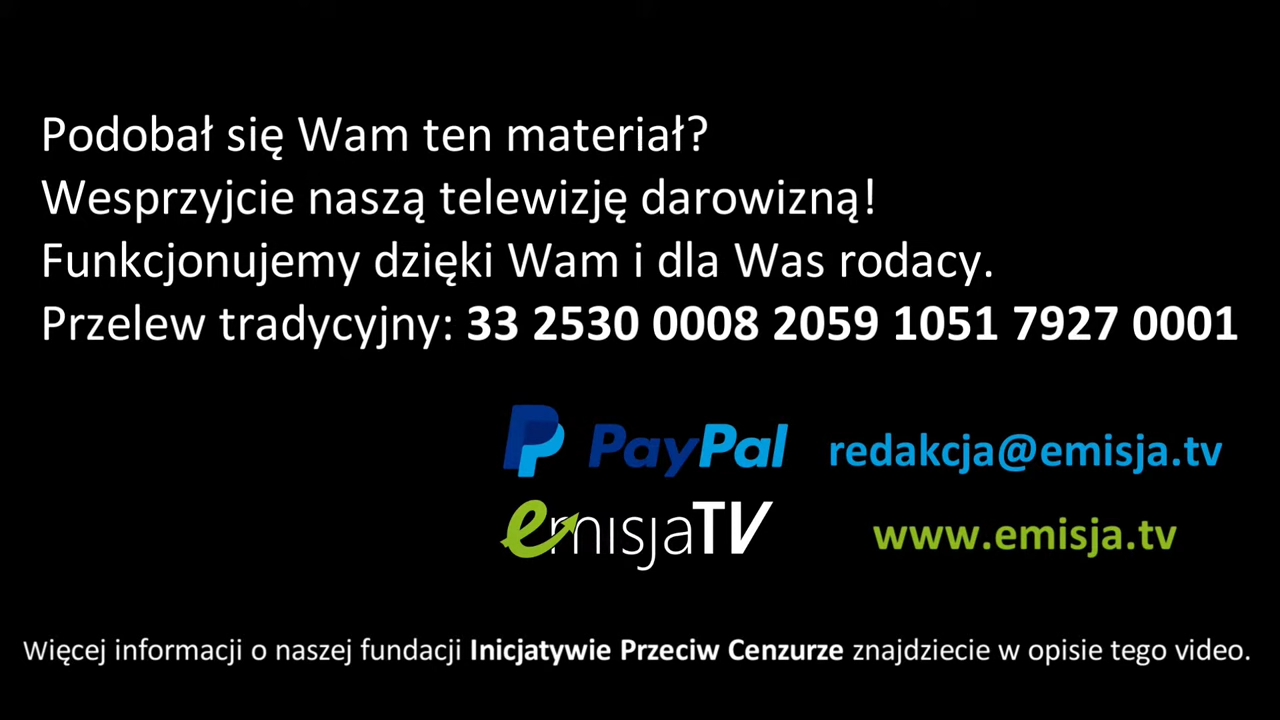 Podobał się Wam ten materiał?
Wesprzyjcie naszą telewizję darowizną!
Funkcjonujemy dzięki Wam i dla Was rodacy.
Przelew tradycyjny: 33 2530 0008 2059 1051 7927 0001
PayPal redakcja@emisja.tv
emisjaTV www.emisja.tv
Więcej informacji o naszej fundacji Inicjatywie Przeciw Cenzurze znajdziecie w opisie tego video.